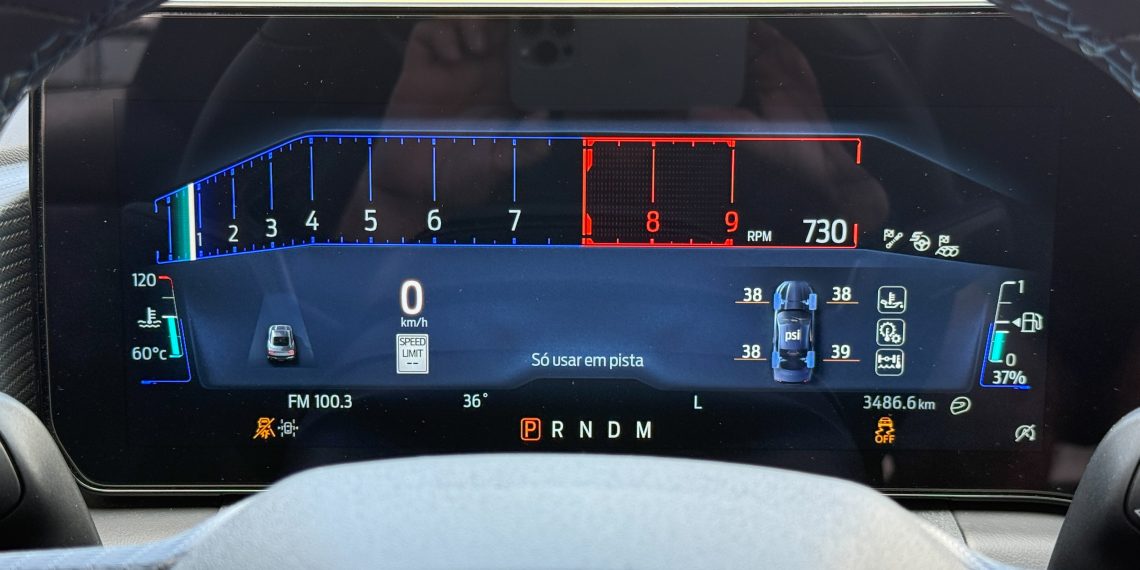 1 2 3 4 5 6 7 8 9 RPM 730
120
60°C
0
km/h
SPEED
LIMIT
--
38 38
psi
38 39
Só usar em pista
1
0
37%
FM 100.3 36° L 3486.6 km
P R N D M
OFF